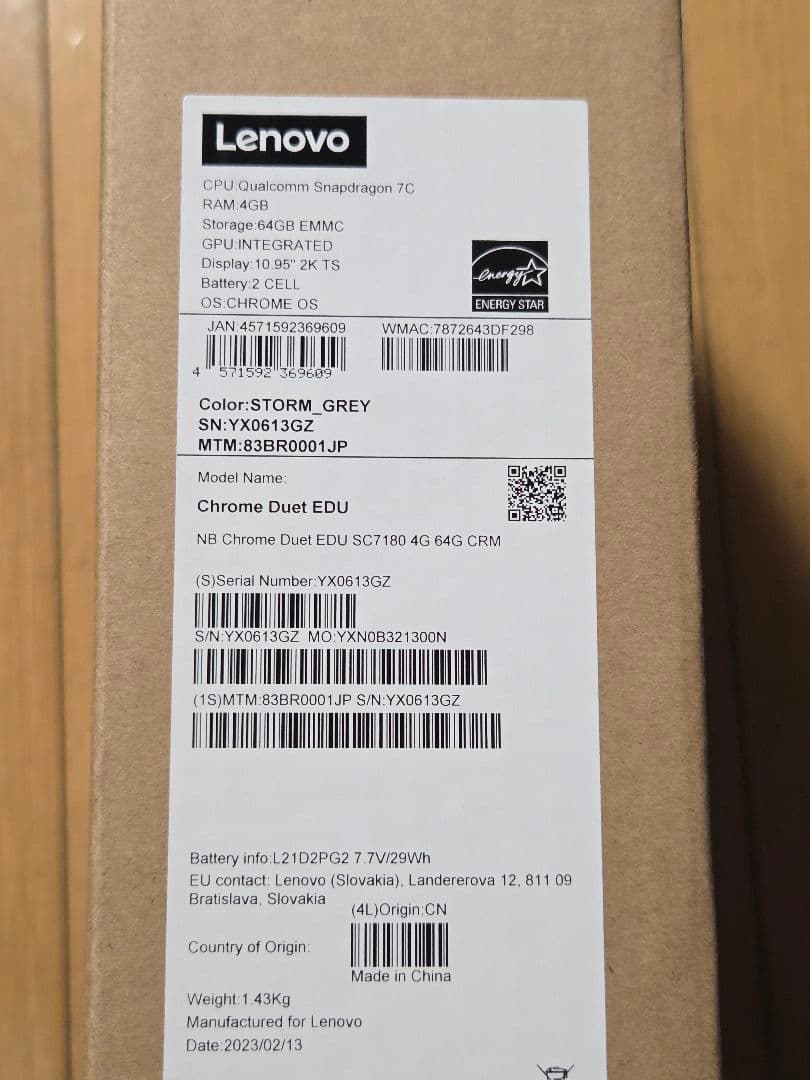 Lenovo
CPU:Qualcomm Snapdragon 7C
RAM:4GB
Storage:64GB EMMC
GPU:INTEGRATED
Display:10.95" 2K TS
Battery:2 CELL
OS:CHROME OS
energy
ENERGY STAR
JAN:4571592369609 WMAC:7872643DF298
4 571592 369609
Color:STORM_GREY
SN:YX0613GZ
MTM:83BR0001JP
Model Name:
Chrome Duet EDU
NB Chrome Duet EDU SC7180 4G 64G CRM
(S)Serial Number:YX0613GZ
S/N:YX0613GZ MO:YXN0B321300N
(1S)MTM:83BR0001JP S/N:YX0613GZ
Battery info:L21D2PG2 7.7V/29Wh
EU contact: Lenovo (Slovakia), Landererova 12, 811 09
Bratislava, Slovakia
(4L)Origin:CN
Country of Origin:
Made in China
Weight:1.43Kg
Manufactured for Lenovo
Date:2023/02/13